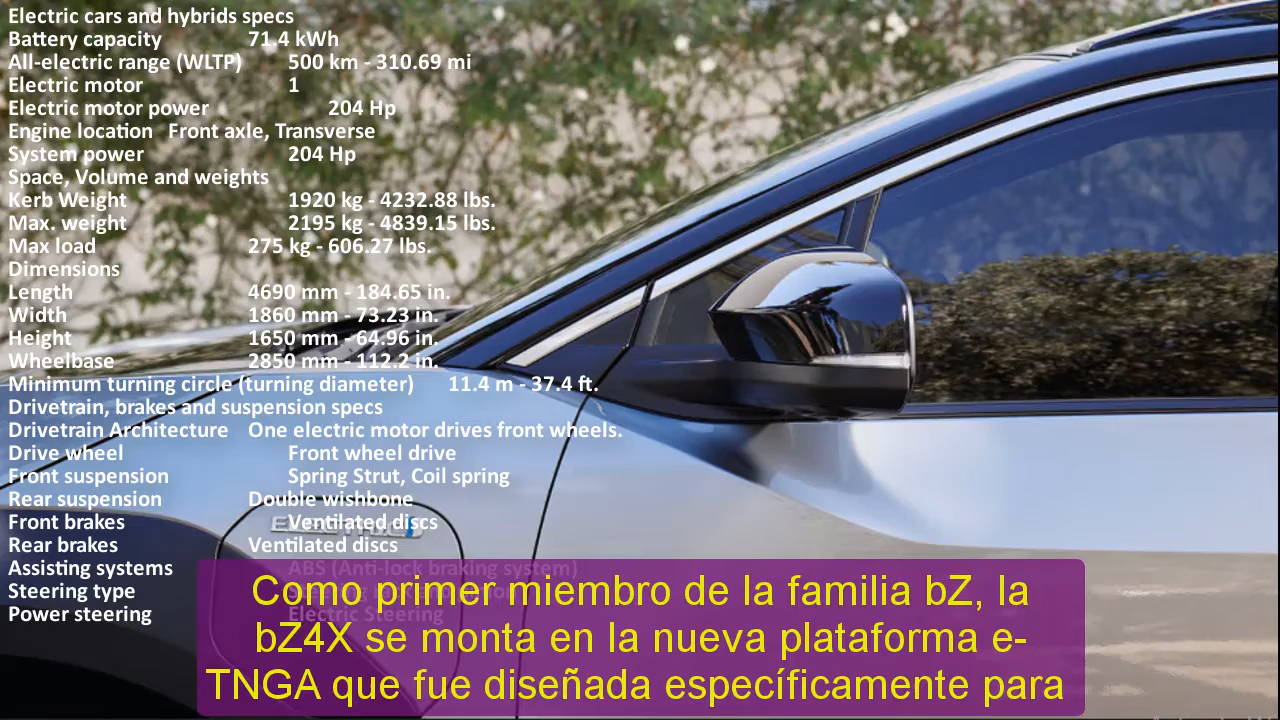 Electric cars and hybrids specs
Battery capacity 71.4 kWh
All-electric range (WLTP) 500 km - 310.69 mi
Electric motor 1
Electric motor power 204 Hp
Engine location Front axle, Transverse
System power 204 Hp
Space, Volume and weights
Kerb Weight 1920 kg - 4232.88 lbs.
Max. weight 2195 kg - 4839.15 lbs.
Max load 275 kg - 606.27 lbs.
Dimensions
Length 4690 mm - 184.65 in.
Width 1860 mm - 73.23 in.
Height 1650 mm - 64.96 in.
Wheelbase 2850 mm - 112.2 in.
Minimum turning circle (turning diameter) 11.4 m - 37.4 ft.
Drivetrain, brakes and suspension specs
Drivetrain Architecture One electric motor drives front wheels.
Drive wheel Front wheel drive
Front suspension Spring Strut, Coil spring
Rear suspension Double wishbone
Front brakes Ventilated discs
Rear brakes Ventilated discs
Assisting systems ABS (Anti-lock braking system)
Steering type
Power steering Electric Steering
Como primer miembro de la familia bZ, la
bZ4X se monta en la nueva plataforma e-
TNGA que fue diseñada específicamente para